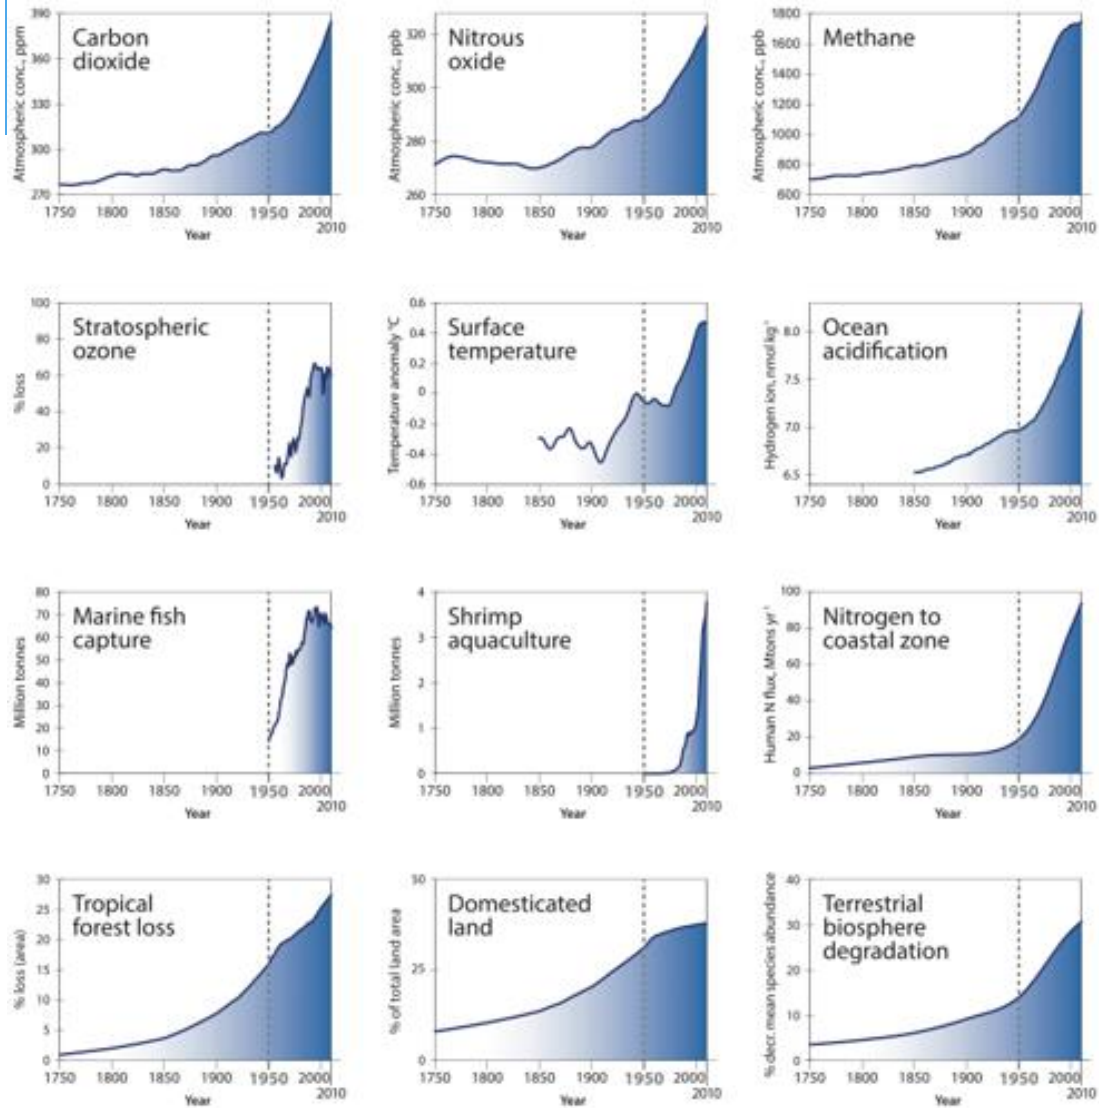 390
360
330
300
270
Atmospheric conc., ppm
Carbon
dioxide
1750 1800 1850 1900 1950 2000
2010
Year
320
300
280
260
Atmospheric conc., ppb
Nitrous
oxide
1750 1800 1850 1900 1950 2000
2010
Year
1800
1600
1400
1200
1000
800
600
Atmospheric conc., ppb
Methane
1750 1800 1850 1900 1950 2000
2010
Year
100
80
60
40
20
0
% loss
Stratospheric
ozone
1750 1800 1850 1900 1950 2000
2010
Year
0.6
0.4
0.2
0
-0.2
-0.4
-0.6
Temperature anomaly °C
Surface
temperature
1750 1800 1850 1900 1950 2000
2010
Year
8.0
7.5
7.0
6.5
Hydrogen ion, nmol kg⁻¹
Ocean
acidification
1750 1800 1850 1900 1950 2000
2010
Year
80
70
60
50
40
30
20
10
0
Million tonnes
Marine fish
capture
1750 1800 1850 1900 1950 2000
2010
Year
4
3
2
1
0
Million tonnes
Shrimp
aquaculture
1750 1800 1850 1900 1950 2000
2010
Year
100
80
60
40
20
0
Human N flux, Mtons yr⁻¹
Nitrogen to
coastal zone
1750 1800 1850 1900 1950 2000
2010
Year
30
25
20
15
10
5
0
% loss (area)
Tropical
forest loss
1750 1800 1850 1900 1950 2000
2010
Year
50
25
0
% of total land area
Domesticated
land
1750 1800 1850 1900 1950 2000
2010
Year
40
30
20
10
0
% decr. mean species abundance
Terrestrial
biosphere
degradation
1750 1800 1850 1900 1950 2000
2010
Year